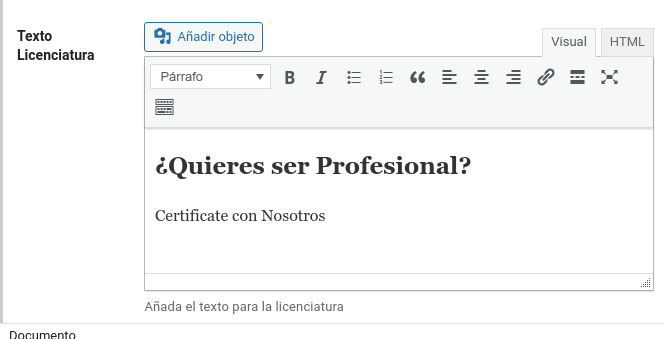 Texto
Licenciatura
Añadir objeto
Visual
HTML
Párrafo
B I
¿Quieres ser Profesional?
Certificate con Nosotros
Añada el texto para la licenciatura
Documento